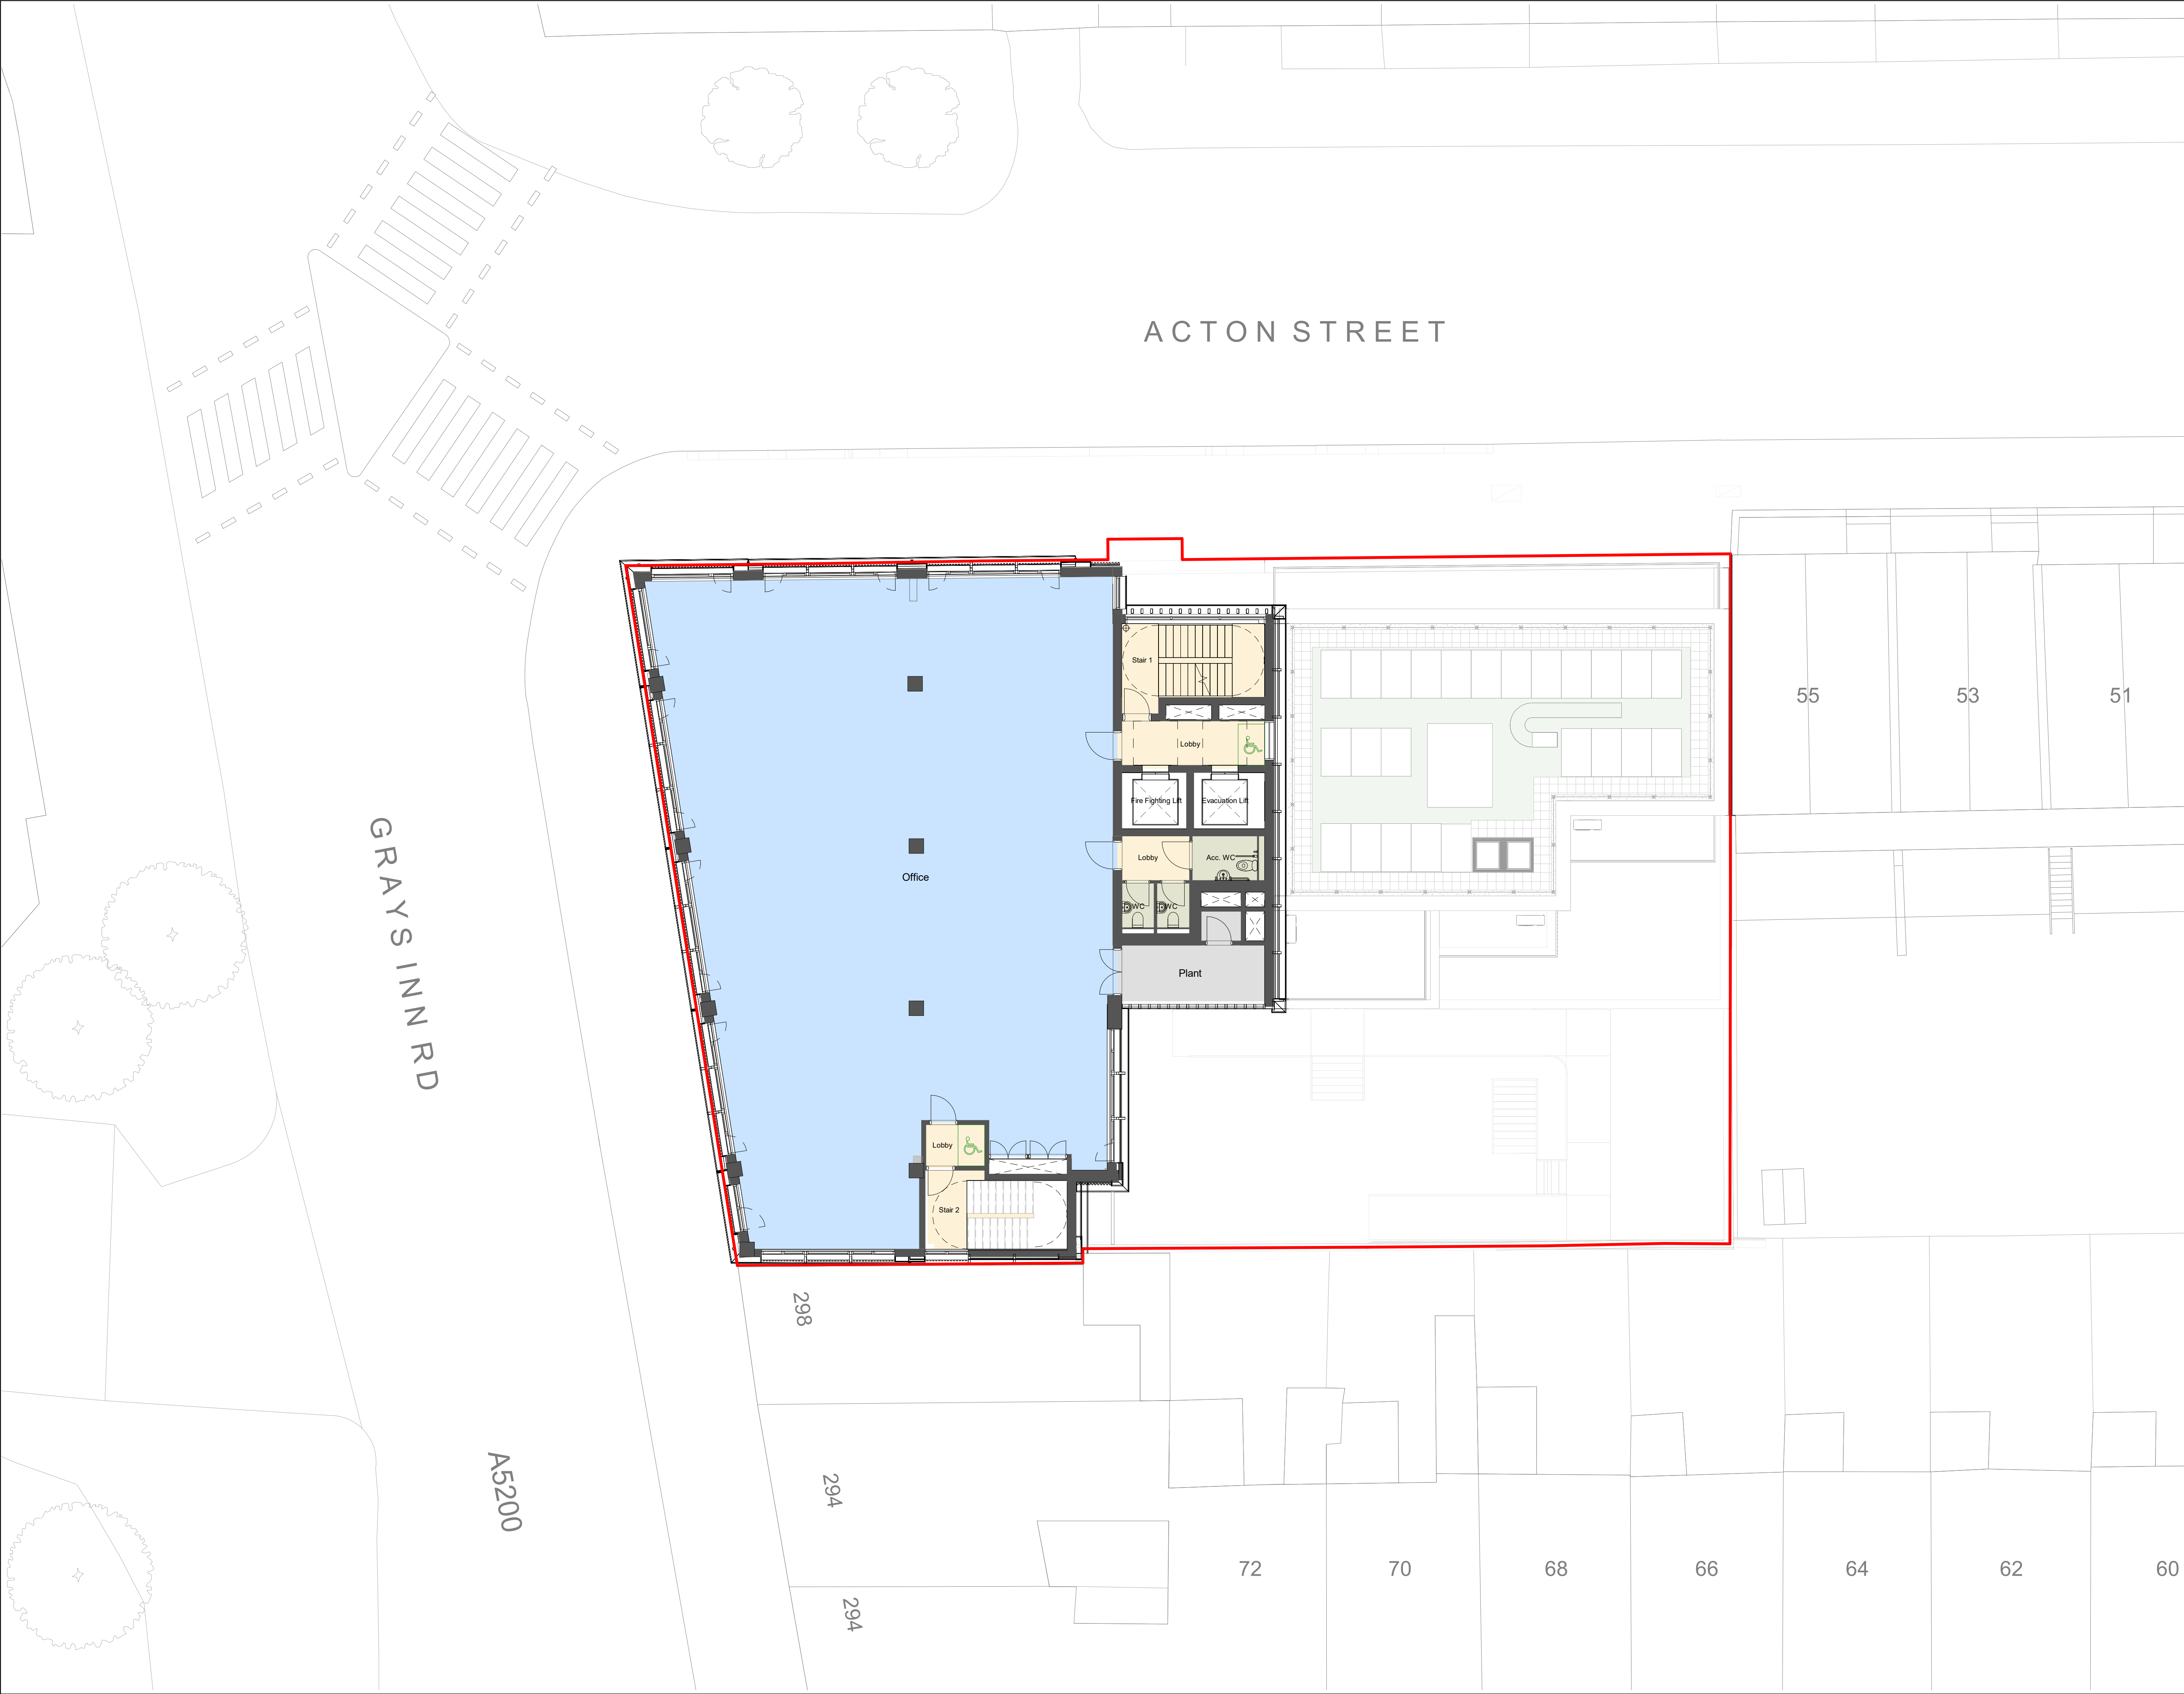 ACTON STREET
GRAYS INN RD
A5200
Stair 1
Lobby
Fire Fighting Lift
Evacuation Lift
Lobby
Acc. WC
WC
WC
Office
Plant
Lobby
Stair 2
55
53
51
298
294
294
72
70
68
66
64
62
60